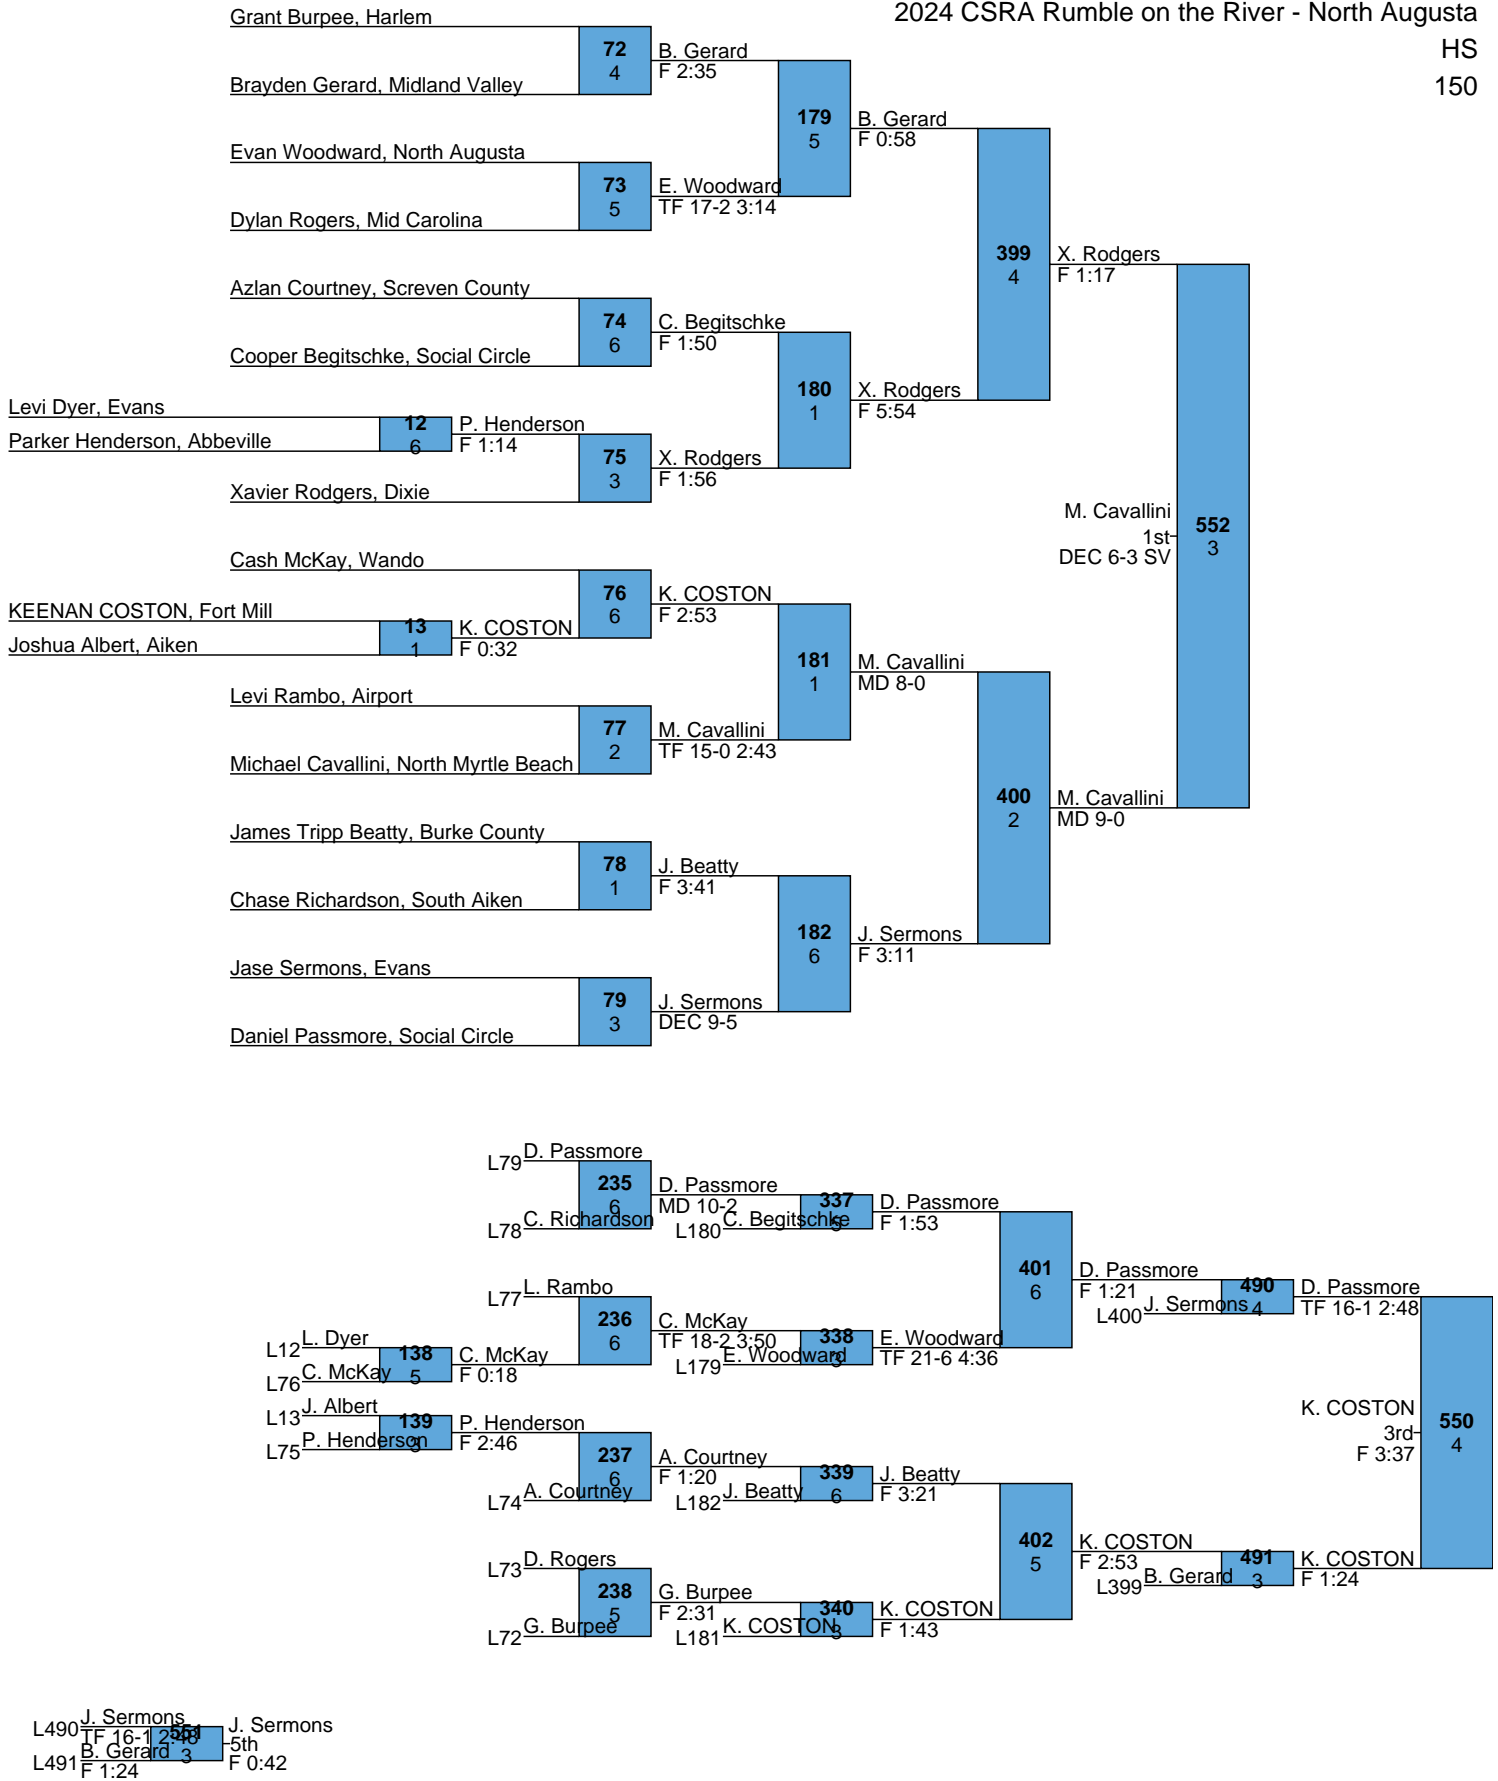 2024 CSRA Rumble on the River - North Augusta
HS
150
Grant Burpee, Harlem
72
4
B. Gerard
F 2:35
Brayden Gerard, Midland Valley
179
5
B. Gerard
F 0:58
Evan Woodward, North Augusta
73
5
E. Woodward
TF 17-2 3:14
Dylan Rogers, Mid Carolina
399
4
X. Rodgers
F 1:17
Azlan Courtney, Screven County
74
6
C. Begitschke
F 1:50
Cooper Begitschke, Social Circle
180
1
X. Rodgers
F 5:54
Levi Dyer, Evans
12
6
P. Henderson
F 1:14
Parker Henderson, Abbeville
75
3
X. Rodgers
F 1:56
Xavier Rodgers, Dixie
M. Cavallini
1st
DEC 6-3 SV
552
3
Cash McKay, Wando
76
6
K. COSTON
F 2:53
KEENAN COSTON, Fort Mill
13
1
K. COSTON
F 0:32
Joshua Albert, Aiken
181
1
M. Cavallini
MD 8-0
Levi Rambo, Airport
77
2
M. Cavallini
TF 15-0 2:43
Michael Cavallini, North Myrtle Beach
400
2
M. Cavallini
MD 9-0
James Tripp Beatty, Burke County
78
1
J. Beatty
F 3:41
Chase Richardson, South Aiken
182
6
J. Sermons
F 3:11
Jase Sermons, Evans
79
3
J. Sermons
DEC 9-5
Daniel Passmore, Social Circle
L79 D. Passmore
235
6
D. Passmore
MD 10-2
L78 C. Richardson
337
5
D. Passmore
F 1:53
L180 C. Begitschke
401
6
D. Passmore
F 1:21
490
4
D. Passmore
TF 16-1 2:48
L400 J. Sermons
L77 L. Rambo
236
6
C. McKay
TF 18-2 3:50
L12 L. Dyer
138
5
C. McKay
F 0:18
L76 C. McKay
338
3
E. Woodward
TF 21-6 4:36
L179 E. Woodward
L13 J. Albert
139
3
P. Henderson
F 2:46
L75 P. Henderson
K. COSTON
3rd
F 3:37
550
4
237
6
A. Courtney
F 1:20
L74 A. Courtney
339
6
J. Beatty
F 3:21
L182 J. Beatty
402
5
K. COSTON
F 2:53
491
3
K. COSTON
F 1:24
L399 B. Gerard
L73 D. Rogers
238
5
G. Burpee
F 2:31
L72 G. Burpee
340
3
K. COSTON
F 1:43
L181 K. COSTON
L490 J. Sermons
TF 16-1 2:48
551
3
J. Sermons
5th
F 0:42
L491 B. Gerard
F 1:24